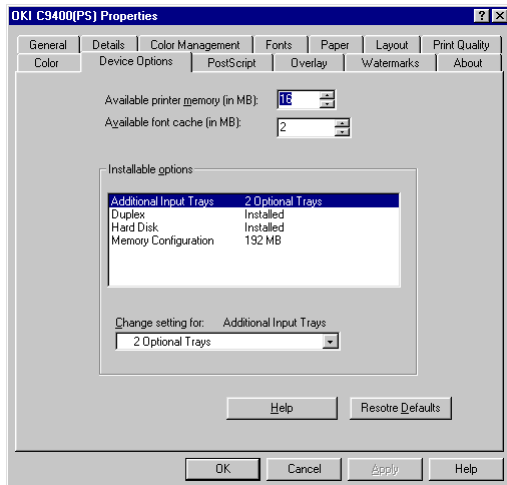 OKI C9400(PS) Properties
General Details Color Management Fonts Paper Layout Print Quality
Color Device Options PostScript Overlay Watermarks About
Available printer memory (in MB): 16
Available font cache (in MB): 2
Installable options
Additional Input Trays 2 Optional Trays
Duplex Installed
Hard Disk Installed
Memory Configuration 192 MB
Change setting for: Additional Input Trays
2 Optional Trays
Help Resotre Defaults
OK Cancel Apply Help